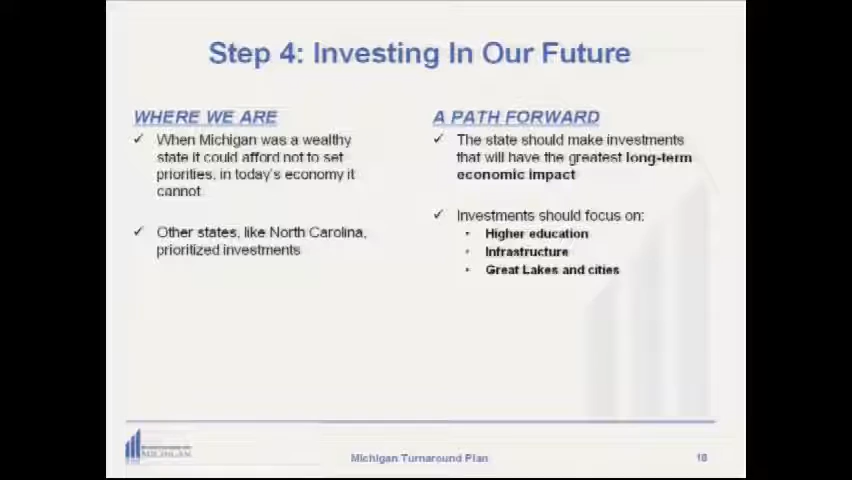 Step 4: Investing In Our Future
WHERE WE ARE
When Michigan was a wealthy
state it could afford not to set
priorities, in today's economy it
cannot
Other states, like North Carolina,
prioritized investments
A PATH FORWARD
The state should make investments
that will have the greatest long-term
economic impact
Investments should focus on:
Higher education
Infrastructure
Great Lakes and cities
MICHIGAN
Michigan Turnaround Plan
18